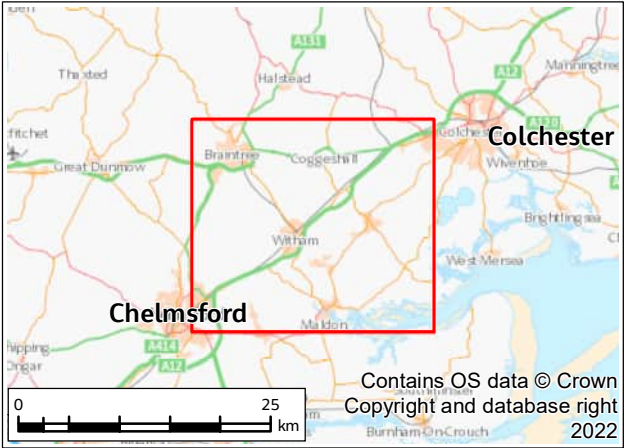 A131
A12
Thaxted
Halstead
Manningtree
A120
Colchester
Braintree
Coggeshall
Wivenhoe
Great Dunmow
Brightlingsea
Witham
West Mersea
Chelmsford
Maldon
A414
A12
Contains OS data © Crown
Copyright and database right
2022
0 25
km
Burnham-On-Crouch